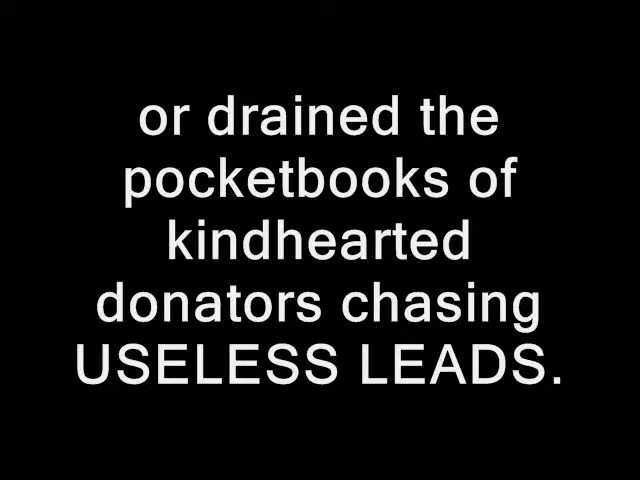 or drained the
pocketbooks of
kindhearted
donators chasing
USELESS LEADS.